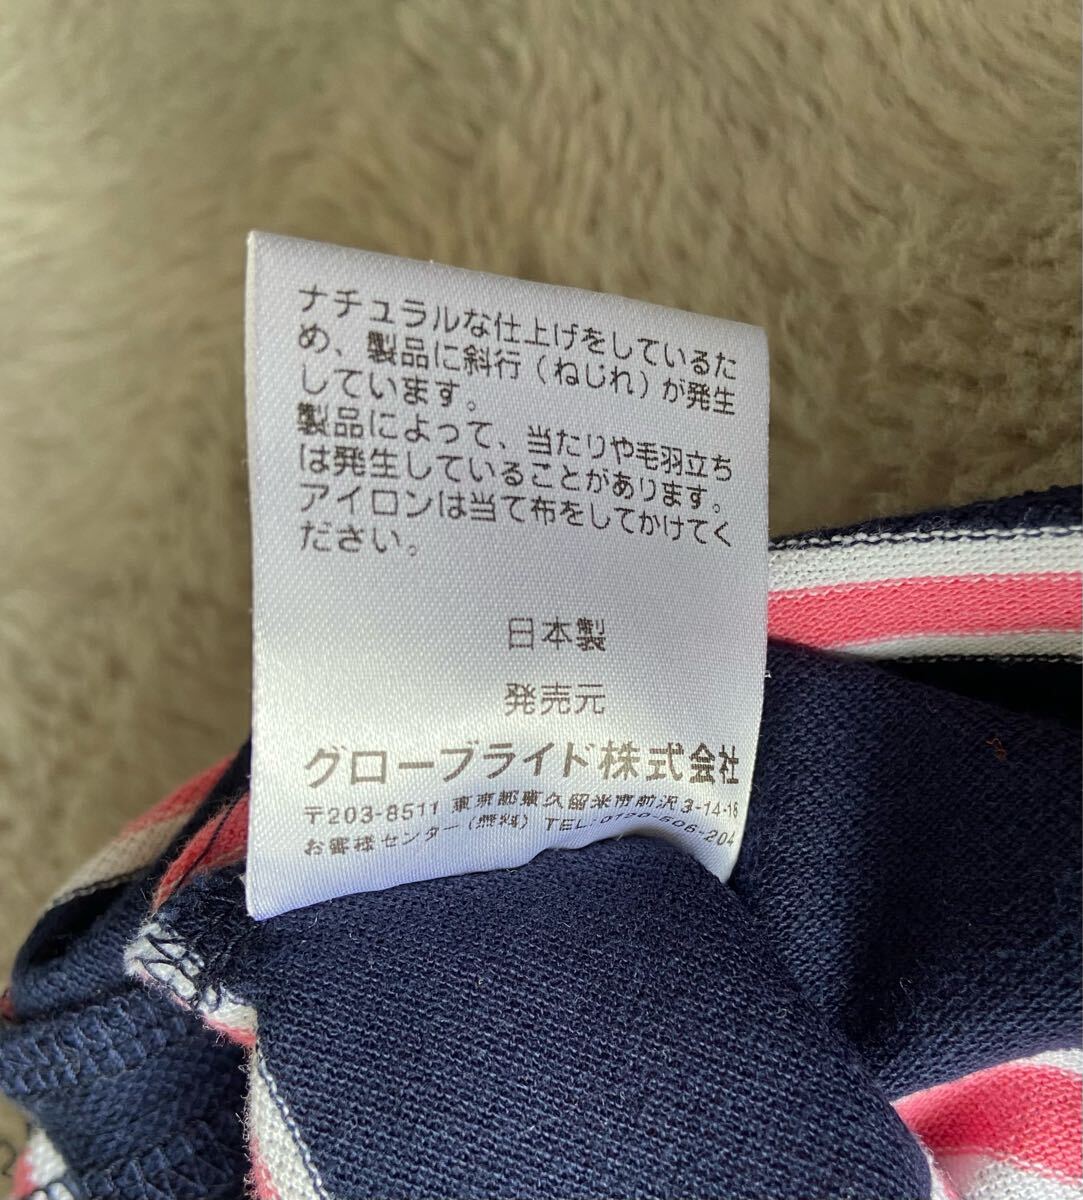 ナチュラルな仕上げをしているた
め、製品に斜行（ねじれ）が発生
しています。
製品によって、当たりや毛羽立ち
は発生していることがあります。
アイロンは当て布をしてかけてく
ださい。
日本製
発売元
グローブライド株式会社
〒203-8511 東京都東久留米市前沢3-14-16
お客様センター（無料）TEL:0120-506-204